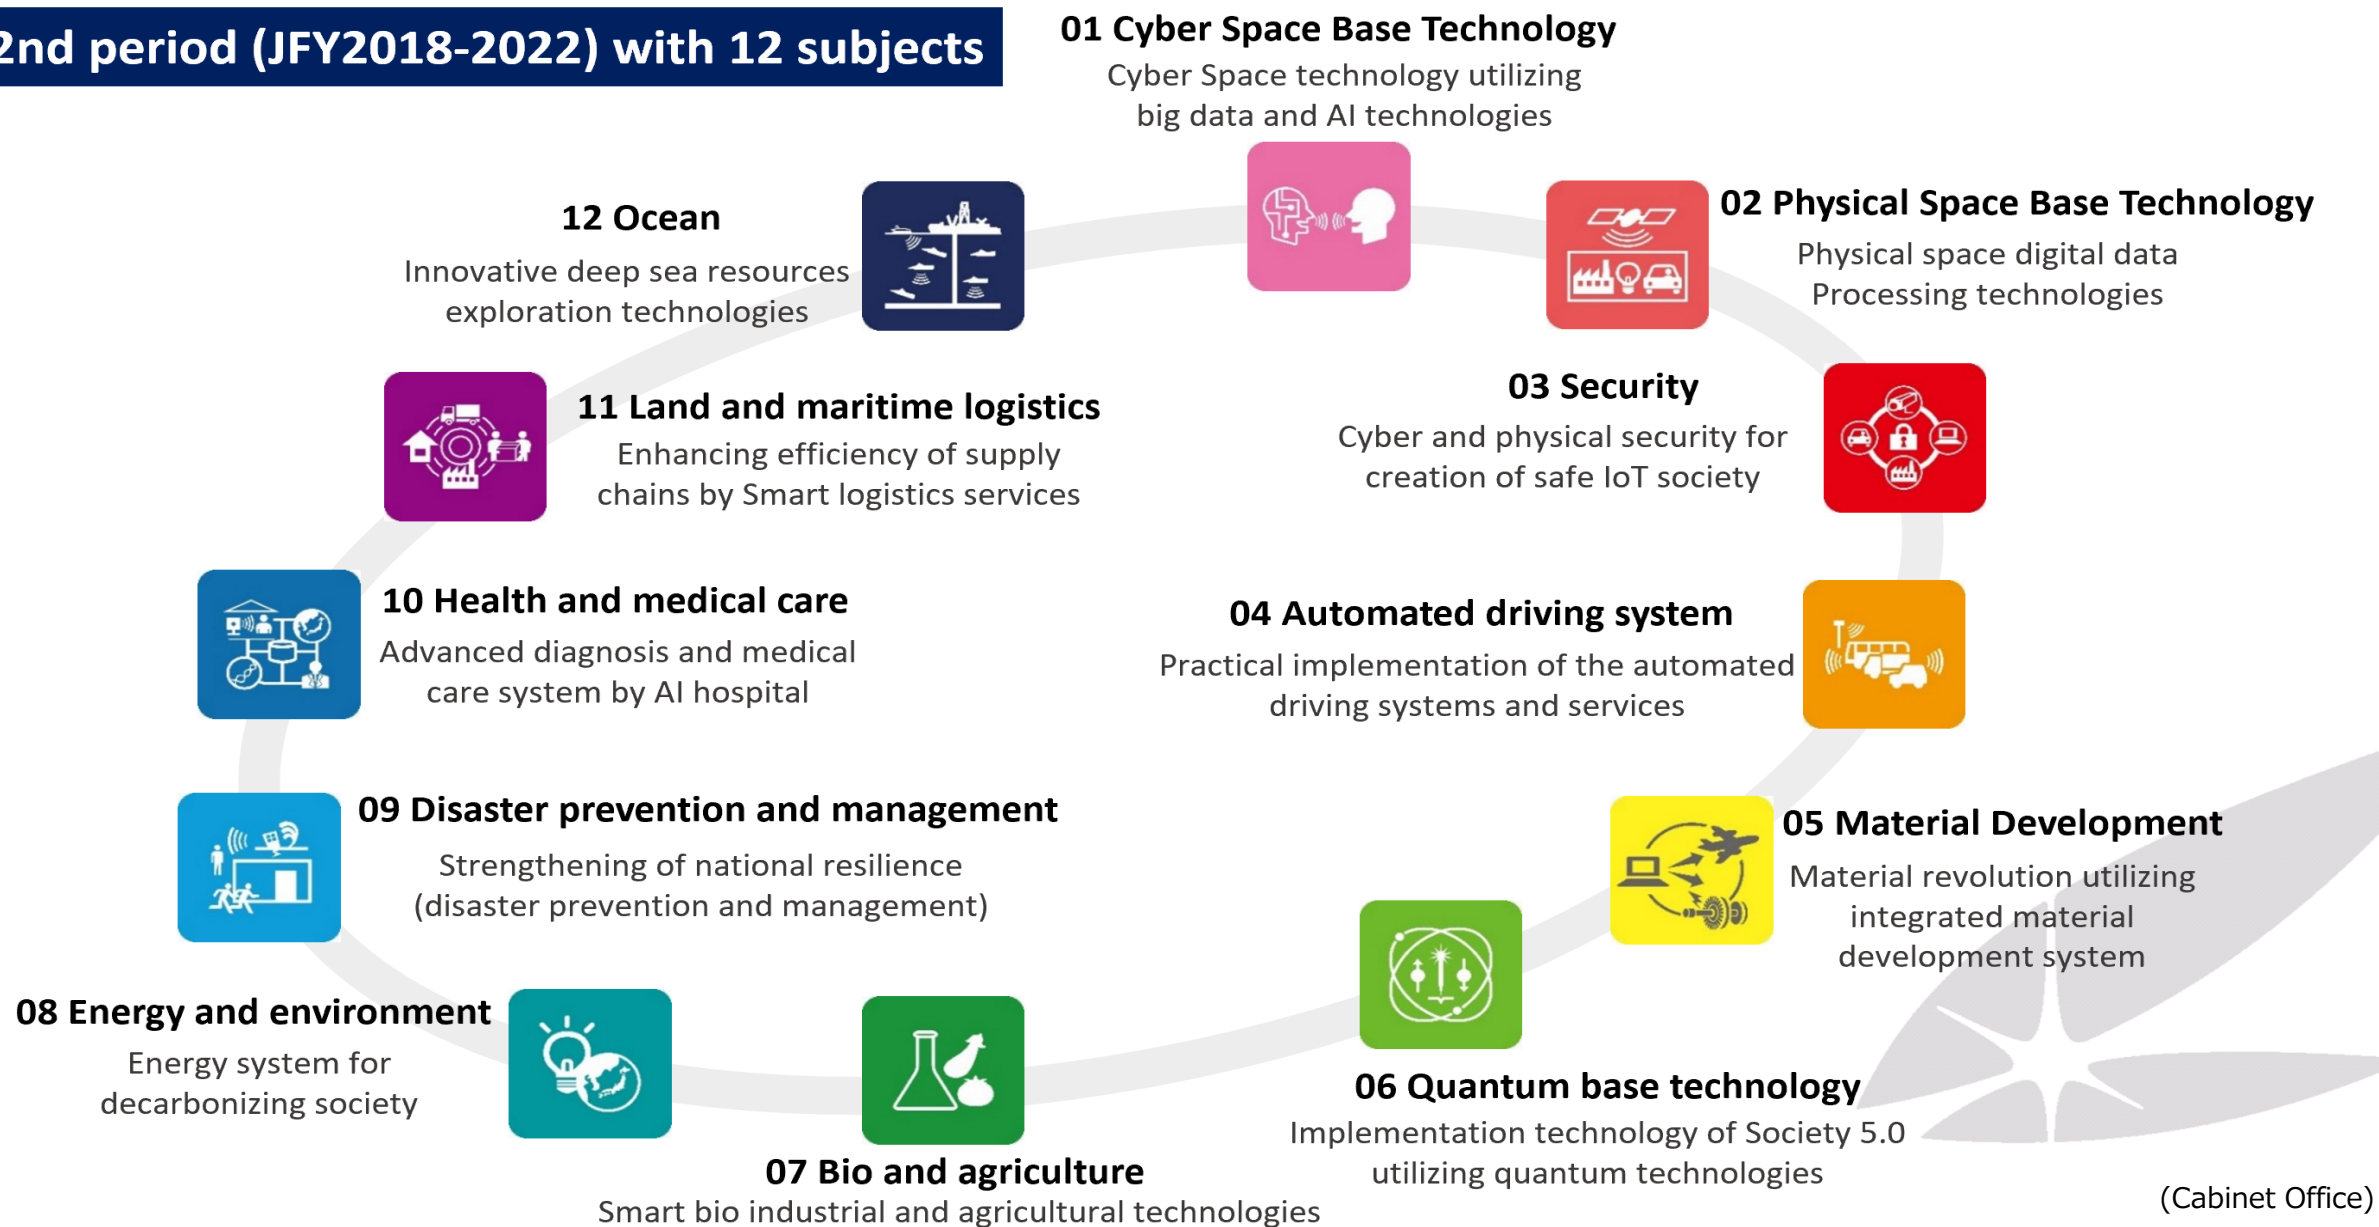 2nd period (JFY2018-2022) with 12 subjects
01 Cyber Space Base Technology
Cyber Space technology utilizing
big data and AI technologies
02 Physical Space Base Technology
Physical space digital data
Processing technologies
03 Security
Cyber and physical security for
creation of safe IoT society
04 Automated driving system
Practical implementation of the automated
driving systems and services
05 Material Development
Material revolution utilizing
integrated material
development system
06 Quantum base technology
Implementation technology of Society 5.0
utilizing quantum technologies
07 Bio and agriculture
Smart bio industrial and agricultural technologies
08 Energy and environment
Energy system for
decarbonizing society
09 Disaster prevention and management
Strengthening of national resilience
(disaster prevention and management)
10 Health and medical care
Advanced diagnosis and medical
care system by AI hospital
11 Land and maritime logistics
Enhancing efficiency of supply
chains by Smart logistics services
12 Ocean
Innovative deep sea resources
exploration technologies
(Cabinet Office)